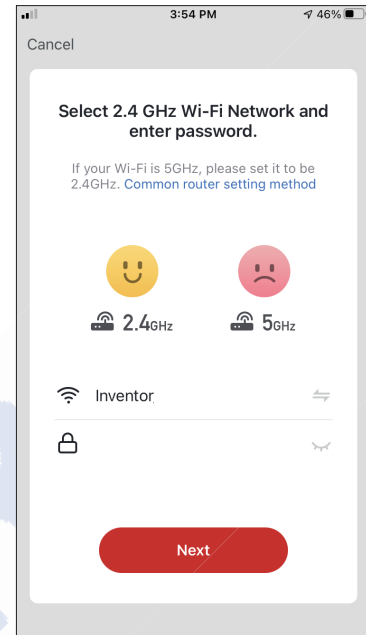 3:54 PM
46%
Cancel
Select 2.4 GHz Wi-Fi Network and
enter password.
If your Wi-Fi is 5GHz, please set it to be
2.4GHz. Common router setting method
2.4GHz
5GHz
Inventor
Next